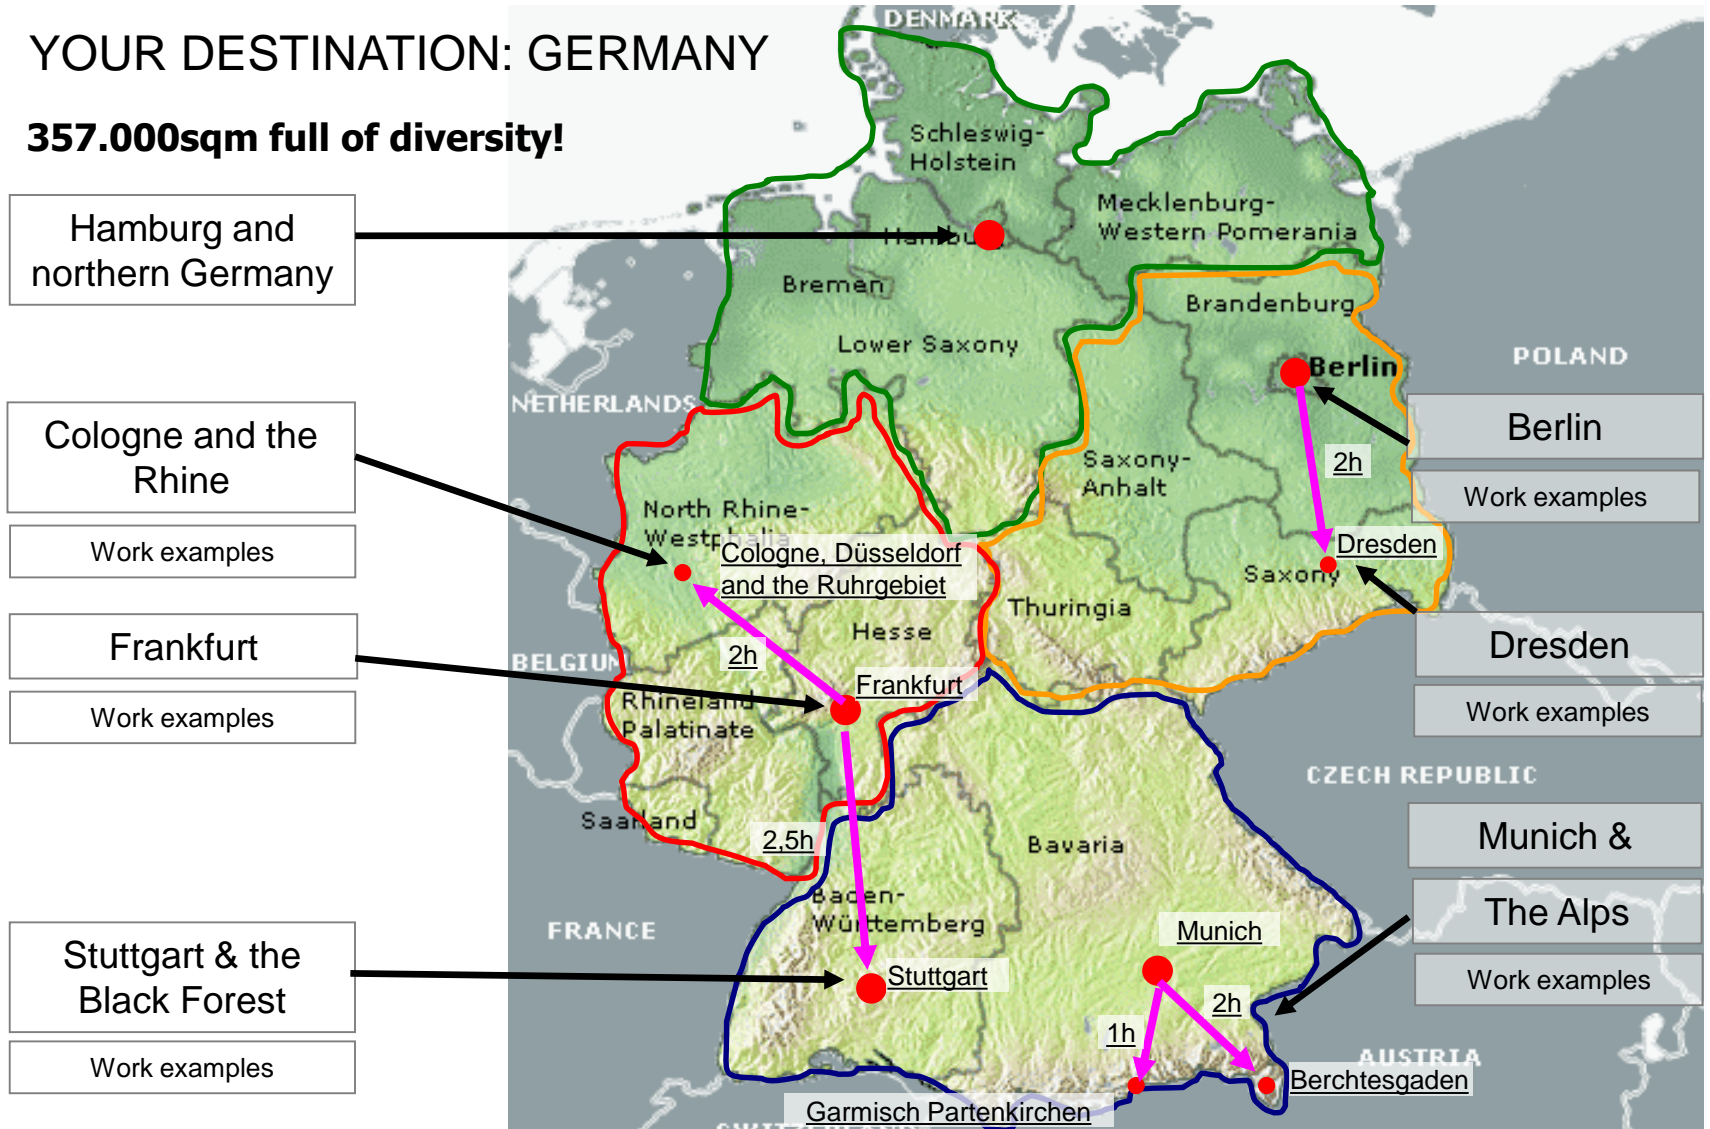 YOUR DESTINATION: GERMANY
357.000sqm full of diversity!
Hamburg and
northern Germany
Cologne and the
Rhine
Work examples
Frankfurt
Work examples
Stuttgart & the
Black Forest
Work examples
DENMARK
Schleswig-
Holstein
Mecklenburg-
Western Pomerania
Hamburg
Bremen
Lower Saxony
Brandenburg
Berlin
POLAND
NETHERLANDS
2h
Saxony-
Anhalt
North Rhine-
Westphalia
Cologne, Düsseldorf
and the Ruhrgebiet
Dresden
Saxony
Thuringia
Hesse
2h
BELGIUM
Frankfurt
Rhineland
Palatinate
CZECH REPUBLIC
Saarland
2,5h
Bavaria
Baden-
Württemberg
FRANCE
Munich
Stuttgart
2h
1h
AUSTRIA
Berchtesgaden
Garmisch Partenkirchen
SWITZERLAND
Berlin
Work examples
Dresden
Work examples
Munich &
The Alps
Work examples